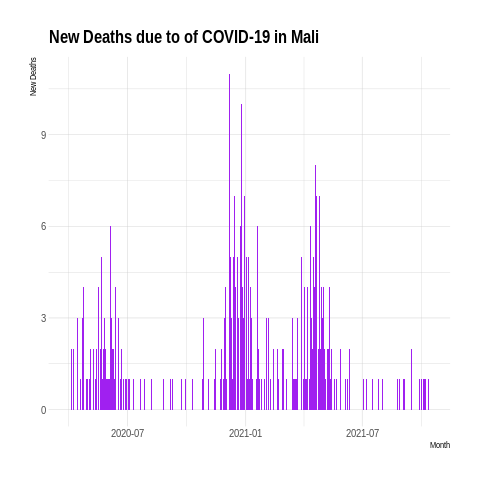 New Deaths due to of COVID-19 in Mali
New Deaths
9
6
3
0
2020-07
2021-01
2021-07
Month